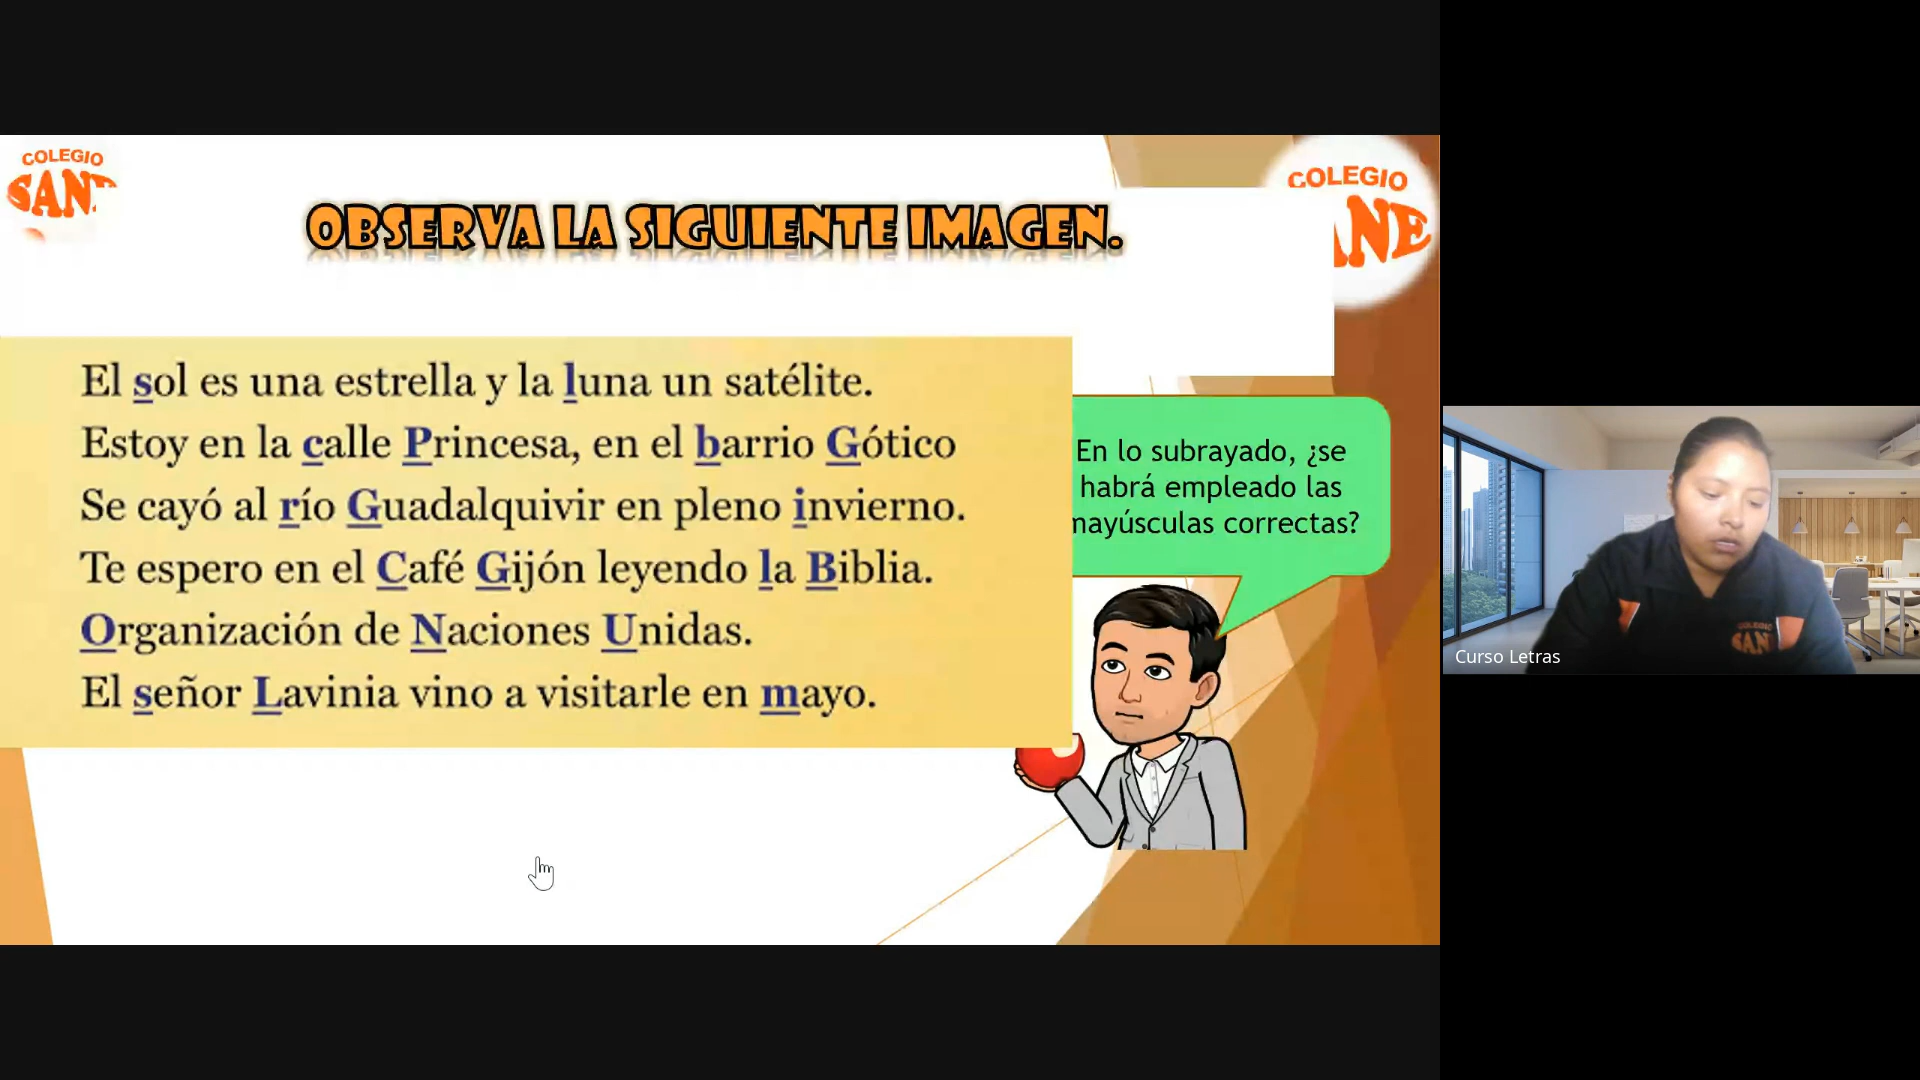 COLEGIO
SAN
COLEGIO
ANE
OBSERVA LA SIGUIENTE IMAGEN.
El sol es una estrella y la luna un satélite.
Estoy en la calle Princesa, en el barrio Gótico
Se cayó al río Guadalquivir en pleno invierno.
Te espero en el Café Gijón leyendo la Biblia.
Organización de Naciones Unidas.
El señor Lavinia vino a visitarle en mayo.
En lo subrayado, ¿se
habrá empleado las
mayúsculas correctas?
COLEGIO
SAN
Curso Letras